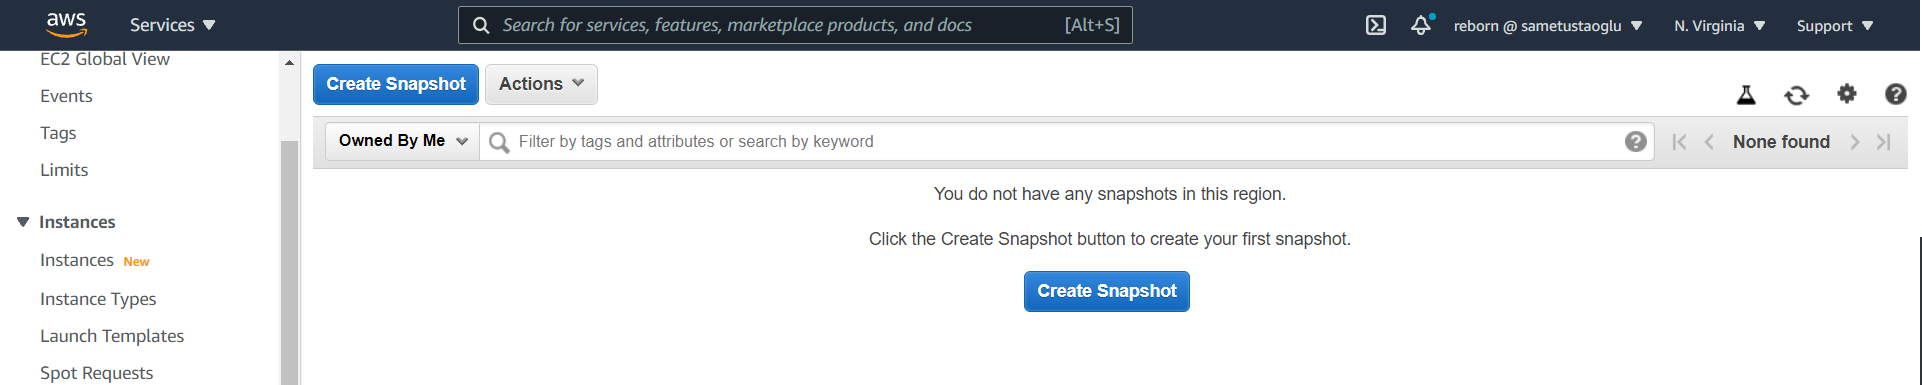 aws Services Search for services, features, marketplace products, and docs [Alt+S] reborn @ sametustaoglu N. Virginia Support
EC2 Global View
Events
Tags
Limits
Instances
Instances New
Instance Types
Launch Templates
Spot Requests
Create Snapshot Actions
Owned By Me Filter by tags and attributes or search by keyword None found
You do not have any snapshots in this region.
Click the Create Snapshot button to create your first snapshot.
Create Snapshot